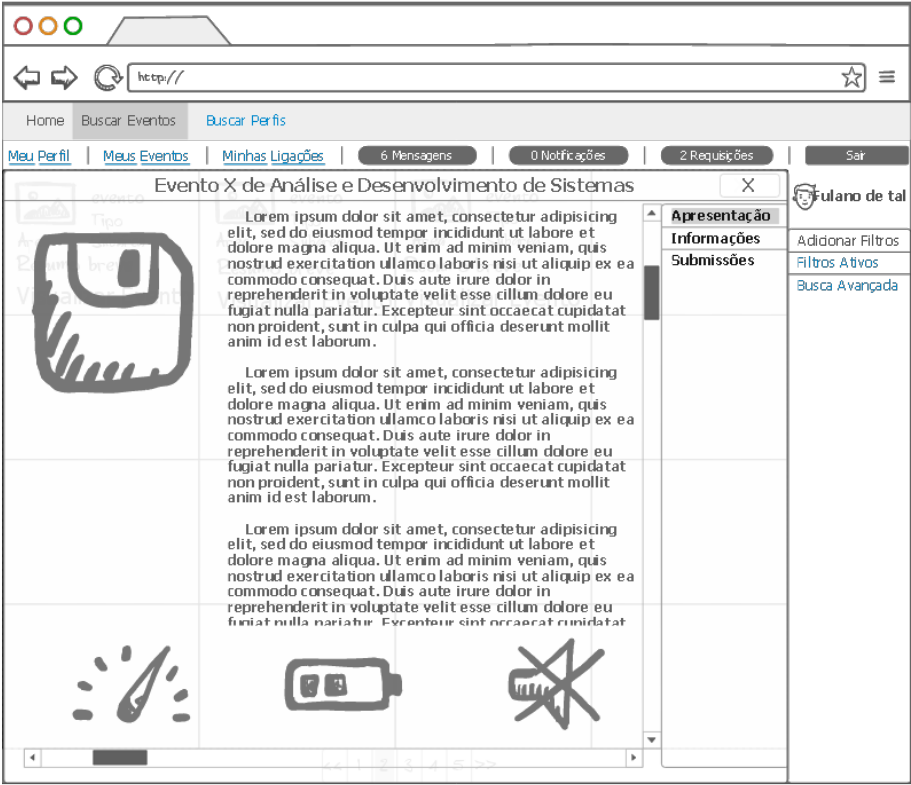 http://
Home Buscar Eventos Buscar Perfis
Meu Perfil | Meus Eventos | Minhas Ligações | 6 Mensagens | 0 Notificações | 2 Requisições | Sair
Evento X de Análise e Desenvolvimento de Sistemas X
Fulano de tal
Apresentação
Informações
Submissões
Adicionar Filtros
Filtros Ativos
Busca Avançada
Lorem ipsum dolor sit amet, consectetur adipisicing
elit, sed do eiusmod tempor incididunt ut labore et
dolore magna aliqua. Ut enim ad minim veniam, quis
nostrud exercitation ullamco laboris nisi ut aliquip ex ea
commodo consequat. Duis aute irure dolor in
reprehenderit in voluptate velit esse cillum dolore eu
fugiat nulla pariatur. Excepteur sint occaecat cupidatat
non proident, sunt in culpa qui officia deserunt mollit
anim id est laborum.
Lorem ipsum dolor sit amet, consectetur adipisicing
elit, sed do eiusmod tempor incididunt ut labore et
dolore magna aliqua. Ut enim ad minim veniam, quis
nostrud exercitation ullamco laboris nisi ut aliquip ex ea
commodo consequat. Duis aute irure dolor in
reprehenderit in voluptate velit esse cillum dolore eu
fugiat nulla pariatur. Excepteur sint occaecat cupidatat
non proident, sunt in culpa qui officia deserunt mollit
anim id est laborum.
Lorem ipsum dolor sit amet, consectetur adipisicing
elit, sed do eiusmod tempor incididunt ut labore et
dolore magna aliqua. Ut enim ad minim veniam, quis
nostrud exercitation ullamco laboris nisi ut aliquip ex ea
commodo consequat. Duis aute irure dolor in
reprehenderit in voluptate velit esse cillum dolore eu
fugiat nulla pariatur. Excepteur sint occaecat cupidatat
<< 1 2 3 4 5 >>